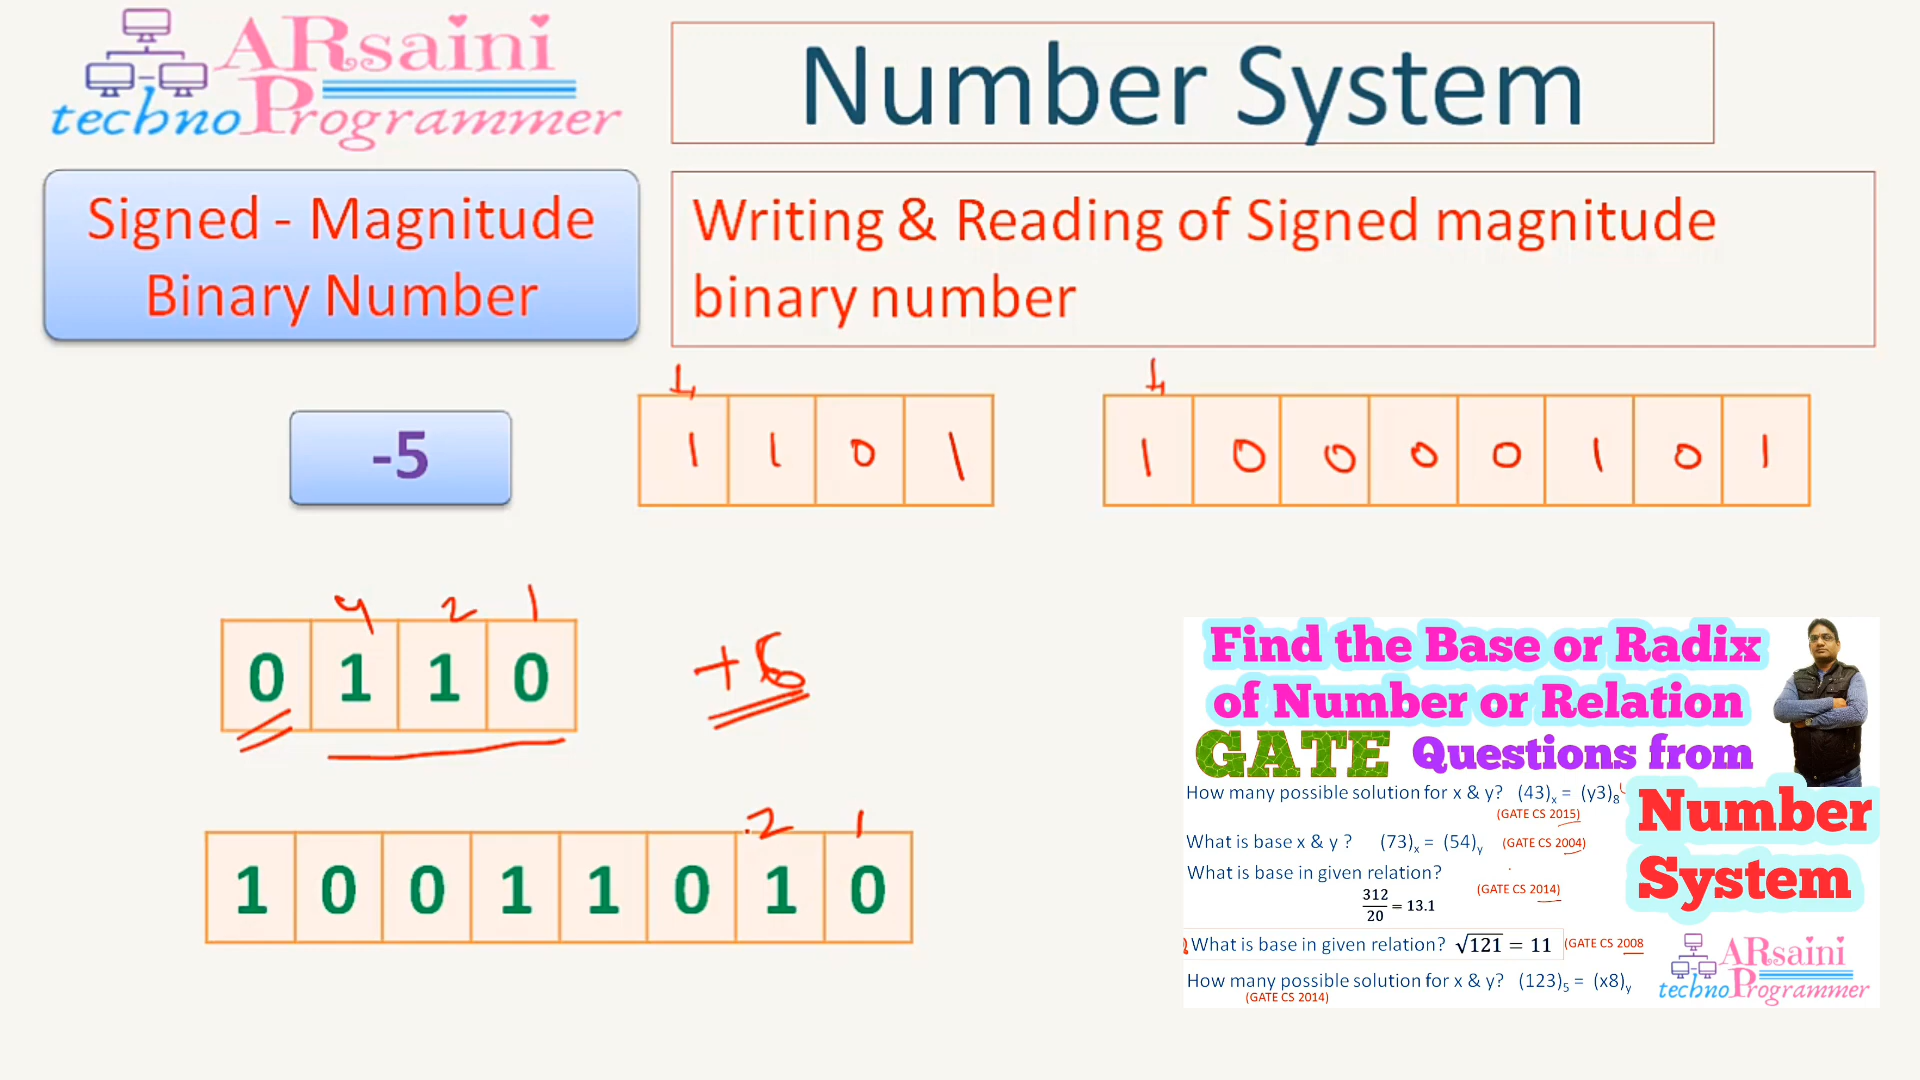 ARsaini
techno Programmer
Number System
Signed - Magnitude
Binary Number
Writing & Reading of Signed magnitude
binary number
-5
1 1 0 1
1 0 0 0 0 1 0 1
4 2 1
0 1 1 0
+6
2 1
1 0 0 1 1 0 1 0
Find the Base or Radix
of Number or Relation
GATE Questions from
Number
System
How many possible solution for x & y? (43)ₓ = (y3)₈
(GATE CS 2015)
What is base x & y ? (73)ₓ = (54)y (GATE CS 2004)
What is base in given relation?
(GATE CS 2014)
312
20 = 13.1
What is base in given relation? √121 = 11 (GATE CS 2008
How many possible solution for x & y? (123)₅ = (x8)y
(GATE CS 2014)
ARsaini
techno Programmer